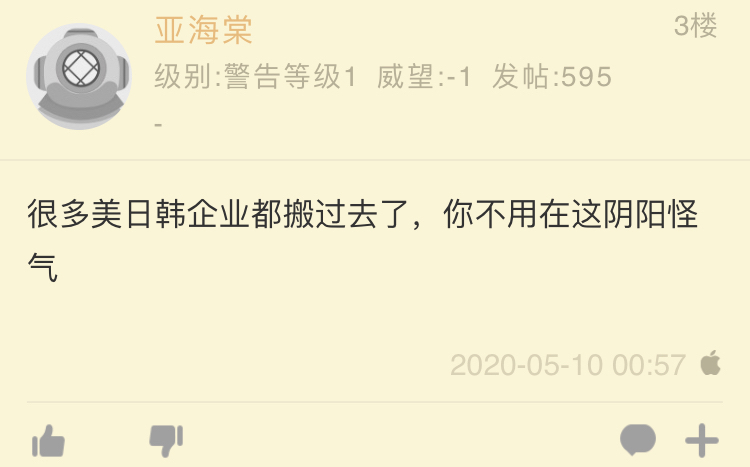 亚海棠
3楼
级别:警告等级1 威望:-1 发帖:595
-
很多美日韩企业都搬过去了，你不用在这阴阳怪
气
2020-05-10 00:57